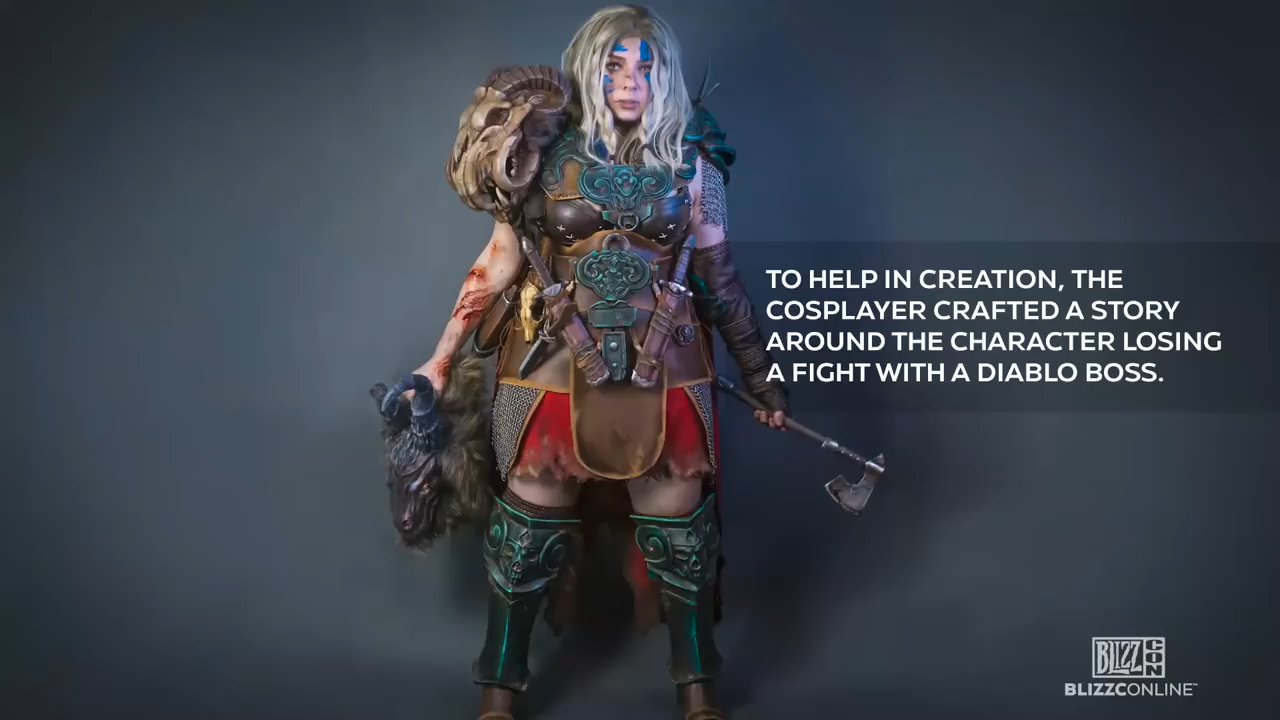 TO HELP IN CREATION, THE
COSPLAYER CRAFTED A STORY
AROUND THE CHARACTER LOSING
A FIGHT WITH A DIABLO BOSS.
BLIZZ CON
BLIZZCONLINE™